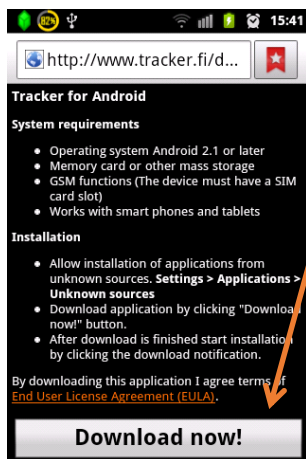 82%
15:41
http://www.tracker.fi/d...
Tracker for Android
System requirements
• Operating system Android 2.1 or later
• Memory card or other mass storage
• GSM functions (The device must have a SIM
card slot)
• Works with smart phones and tablets
Installation
• Allow installation of applications from
unknown sources. Settings > Applications >
Unknown sources
• Download application by clicking "Download
now!" button.
• After download is finished start installation
by clicking the download notification.
By downloading this application I agree terms of
End User License Agreement (EULA).
Download now!